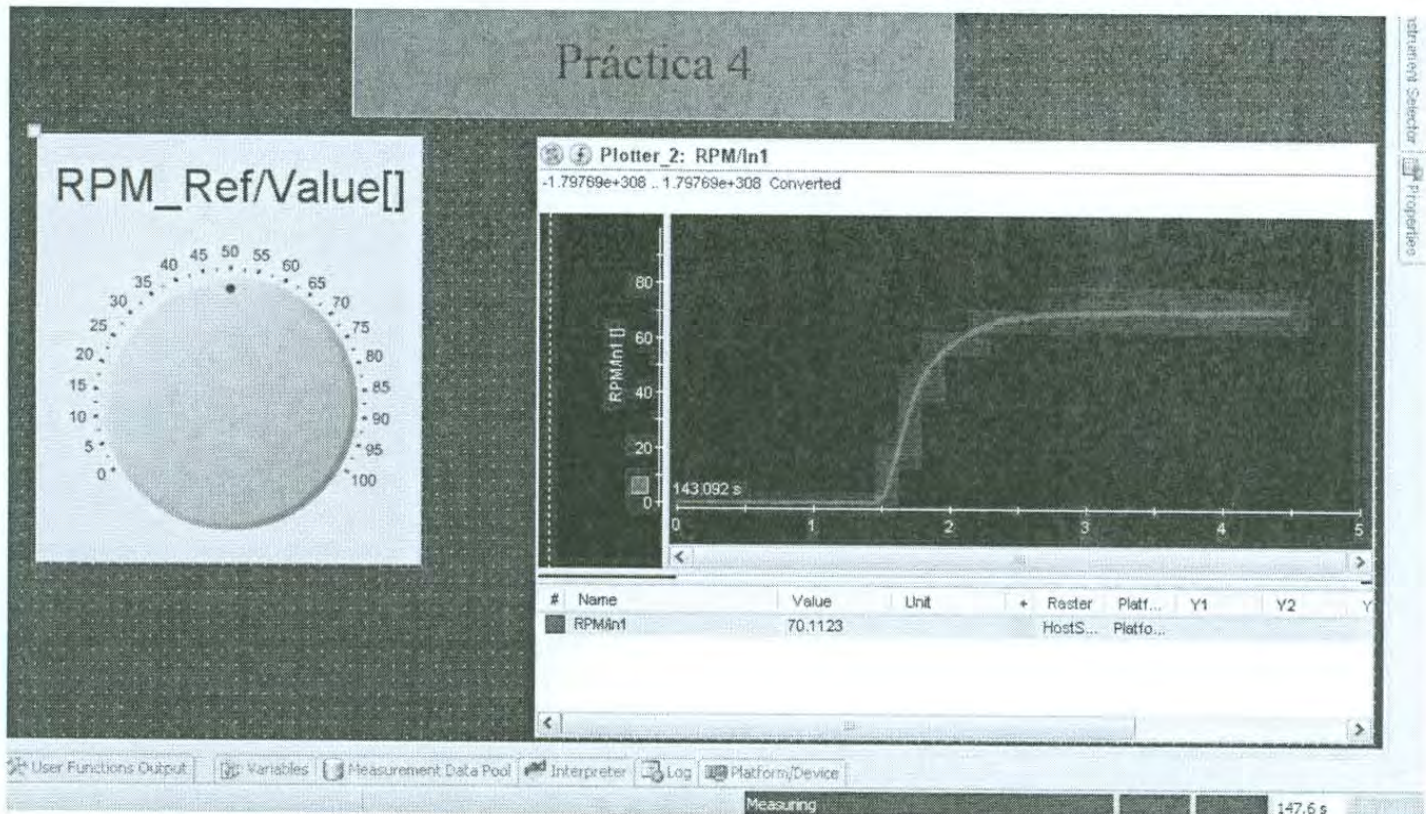 Práctica 4
nstrument Selector
Properties
RPM_Ref/Value[]
0
5
10
15
20
25
30
35
40
45
50
55
60
65
70
75
80
85
90
95
100
Plotter_2: RPM/In1
-1.79769e+308 .. 1.79769e+308 Converted
RPM/In1 []
80
60
40
20
0
143.092 s
0 1 2 3 4 5
# Name Value Unit + Raster Platf... Y1 Y2 Y
RPM/In1 70.1123 HostS... Platfo...
User Functions Output Variables Measurement Data Pool Interpreter Log Platform/Device
Measuring 147.6 s